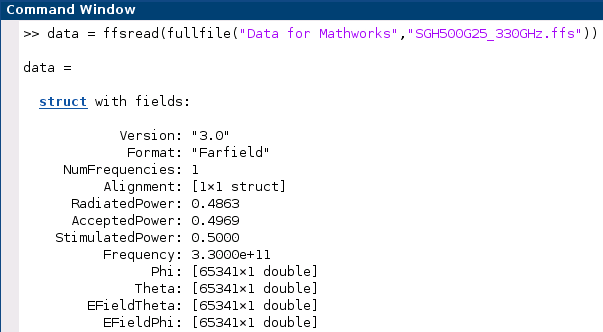 Command Window
>> data = ffsread(fullfile("Data for Mathworks","SGH500G25_330GHz.ffs"))
data =
struct with fields:
Version: "3.0"
Format: "Farfield"
NumFrequencies: 1
Alignment: [1×1 struct]
RadiatedPower: 0.4863
AcceptedPower: 0.4969
StimulatedPower: 0.5000
Frequency: 3.3000e+11
Phi: [65341×1 double]
Theta: [65341×1 double]
EFieldTheta: [65341×1 double]
EFieldPhi: [65341×1 double]